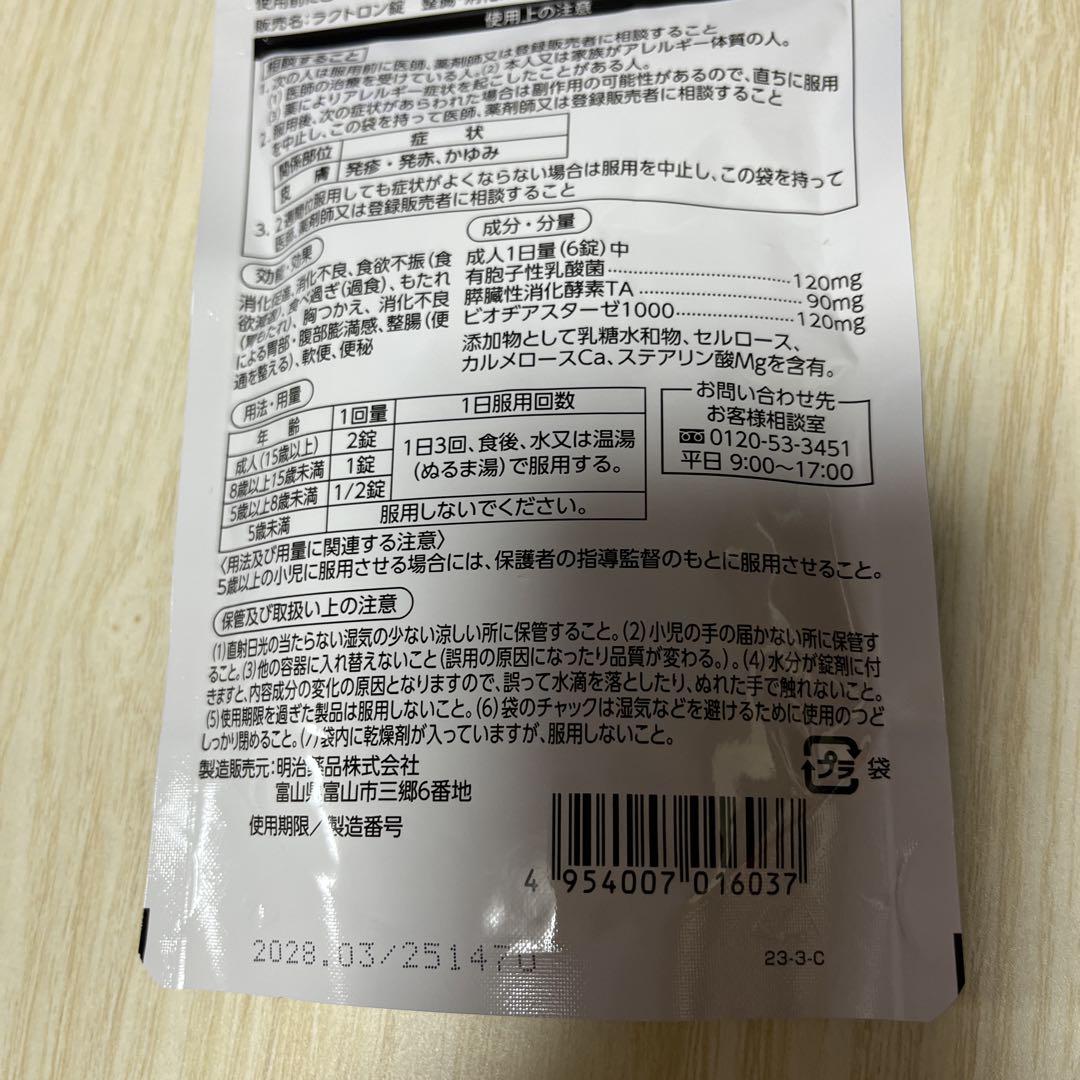 販売名:ラクトロン錠
使用上の注意
相談すること
1. 次の人は服用前に医師、薬剤師又は登録販売者に相談すること
(1)医師の治療を受けている人。(2)本人又は家族がアレルギー体質の人。
(3)薬によりアレルギー症状を起こしたことがある人。
2. 服用後、次の症状があらわれた場合は副作用の可能性があるので、直ちに服用
を中止し、この袋を持って医師、薬剤師又は登録販売者に相談すること
関係部位 症状
皮膚 発疹・発赤、かゆみ
3. 2週間位服用しても症状がよくならない場合は服用を中止し、この袋を持って
医師、薬剤師又は登録販売者に相談すること
効能・効果
消化促進、消化不良、食欲不振(食
欲減退)、食べ過ぎ(過食)、もたれ
(胃もたれ)、胸つかえ、消化不良
による胃部・腹部膨満感、整腸(便
通を整える)、軟便、便秘
成分・分量
成人1日量(6錠)中
有胞子性乳酸菌 120mg
膵臓性消化酵素TA 90mg
ビオヂアスターゼ1000 120mg
添加物として乳糖水和物、セルロース、
カルメロースCa、ステアリン酸Mgを含有。
用法・用量
年齢 1回量 1日服用回数
成人(15歳以上) 2錠 1日3回、食後、水又は温湯
8歳以上15歳未満 1錠 (ぬるま湯)で服用する。
5歳以上8歳未満 1/2錠
5歳未満 服用しないでください。
お問い合わせ先
お客様相談室
0120-53-3451
平日 9:00〜17:00
〈用法及び用量に関連する注意〉
5歳以上の小児に服用させる場合には、保護者の指導監督のもとに服用させること。
保管及び取扱い上の注意
(1)直射日光の当たらない湿気の少ない涼しい所に保管すること。(2)小児の手の届かない所に保管す
ること。(3)他の容器に入れ替えないこと(誤用の原因になったり品質が変わる。)。(4)水分が錠剤に付
きますと、内容成分の変化の原因となりますので、誤って水滴を落としたり、ぬれた手で触れないこと。
(5)使用期限を過ぎた製品は服用しないこと。(6)袋のチャックは湿気などを避けるために使用のつど
しっかり閉めること。(7)袋内に乾燥剤が入っていますが、服用しないこと。
製造販売元:明治薬品株式会社
富山県富山市三郷6番地
プラ 袋
使用期限/製造番号
4 954007 016037
2028.03/251470
23-3-C